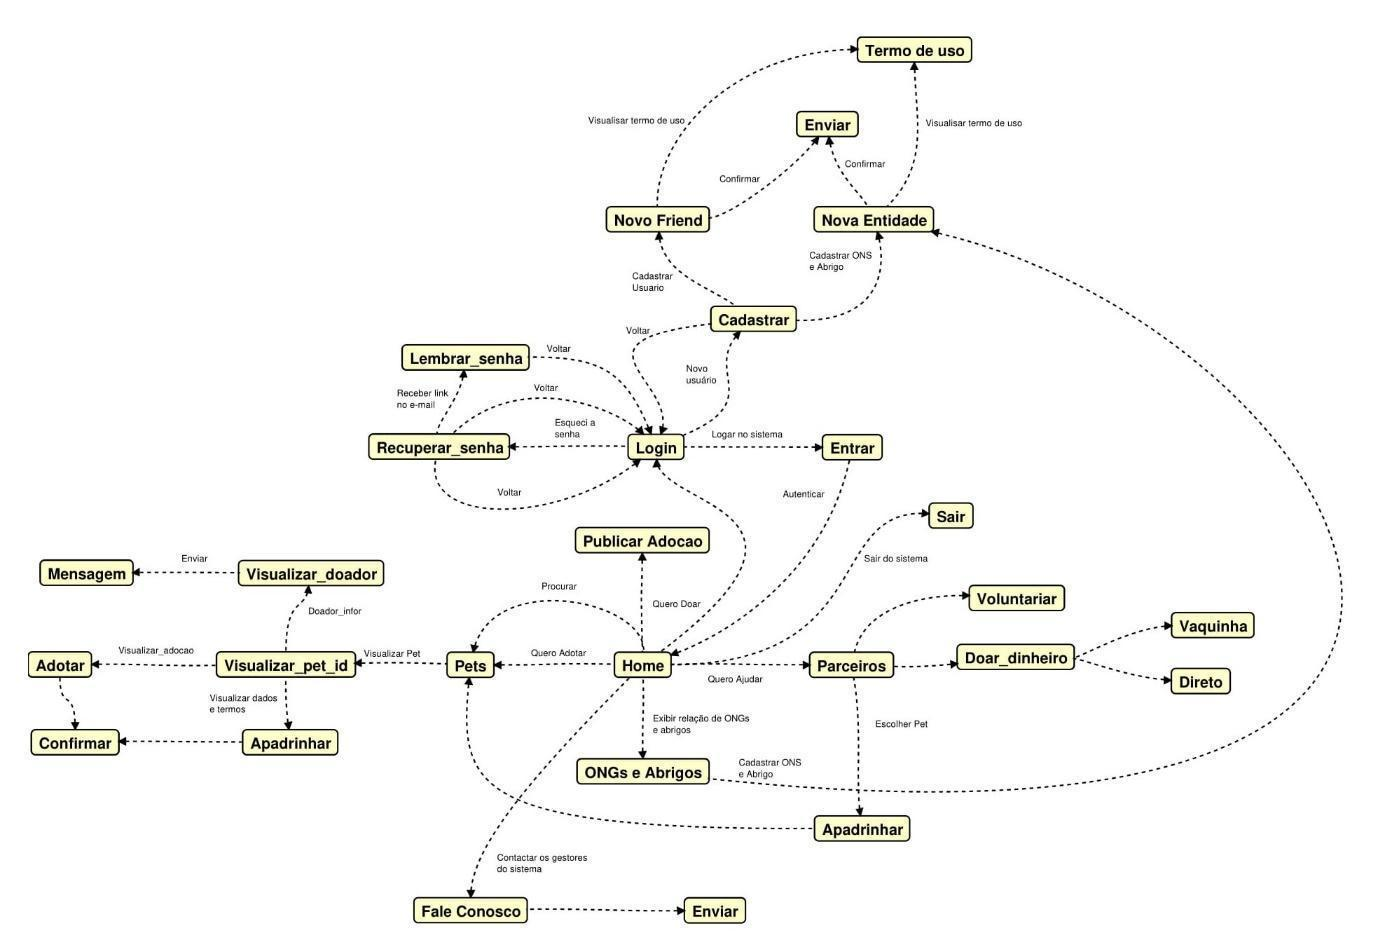 Termo de uso
Visualisar termo de uso
Enviar
Visualisar termo de uso
Confirmar
Confirmar
Novo Friend
Nova Entidade
Cadastrar
Usuario
Cadastrar ONS
e Abrigo
Cadastrar
Voltar
Lembrar_senha
Voltar
Novo
usuário
Receber link
no e-mail
Voltar
Esqueci a
senha
Logar no sistema
Recuperar_senha
Login
Entrar
Voltar
Autenticar
Sair
Publicar Adocao
Sair do sistema
Enviar
Mensagem
Visualizar_doador
Procurar
Quero Doar
Doador_infor
Voluntariar
Vaquinha
Visualizar_adocao
Visualizar Pet
Quero Adotar
Adotar
Visualizar_pet_id
Pets
Home
Quero Ajudar
Parceiros
Doar_dinheiro
Direto
Visualizar dados
e termos
Exibir relação de ONGs
e abrigos
Escolher Pet
Confirmar
Apadrinhar
ONGs e Abrigos
Cadastrar ONS
e Abrigo
Apadrinhar
Contactar os gestores
do sistema
Fale Conosco
Enviar